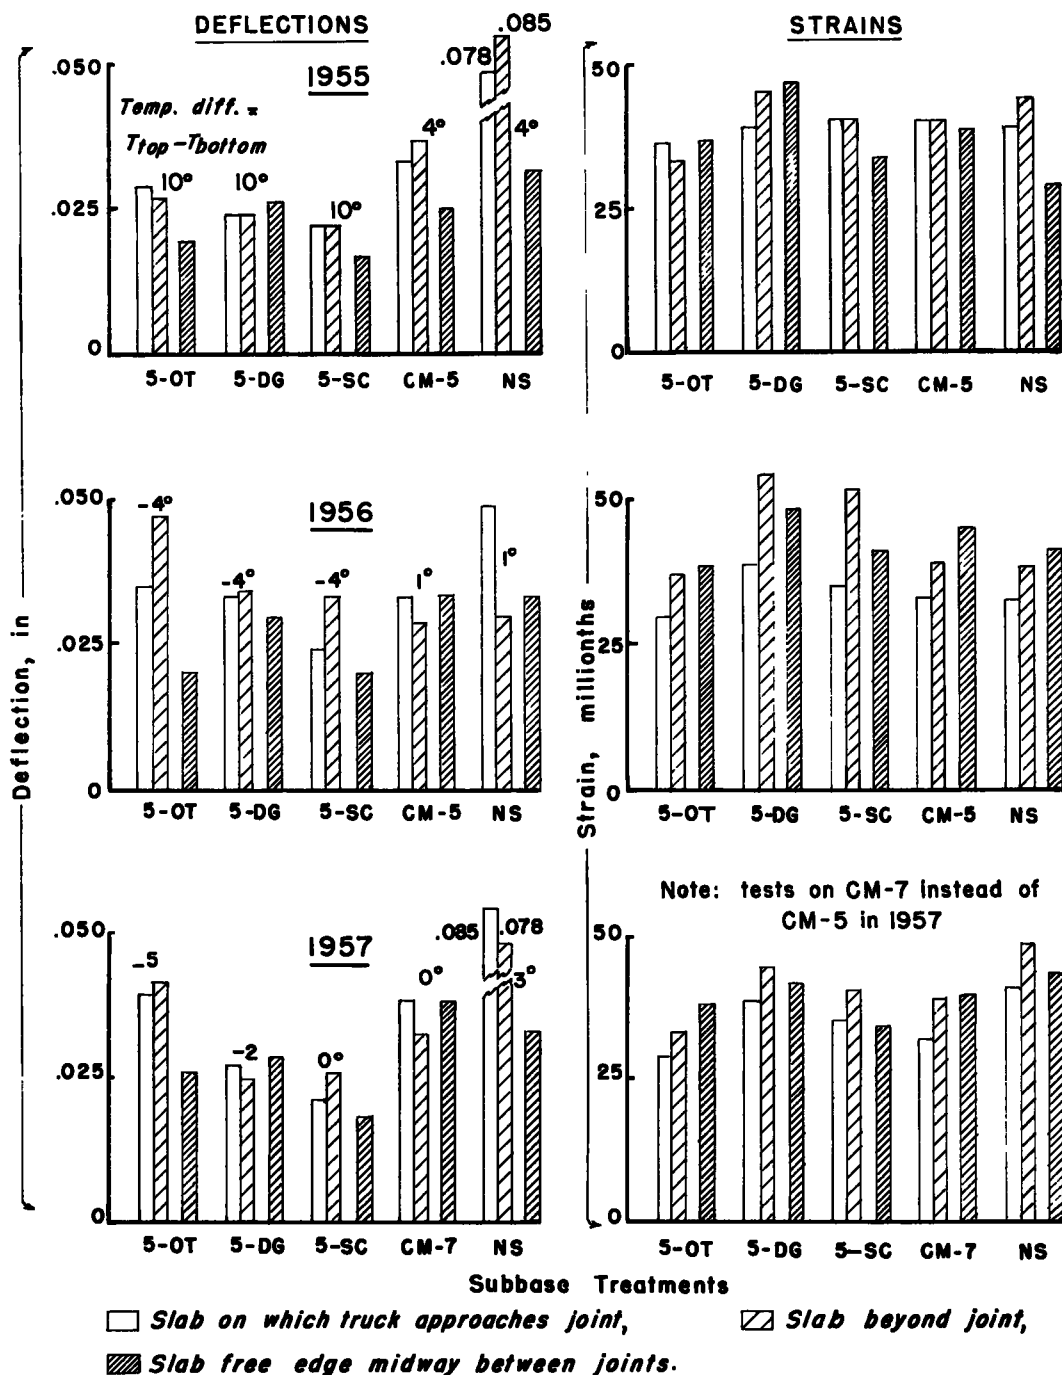 DEFLECTIONS
.050
1955
.078
.085
Temp. diff. =
Ttop-Tbottom
10°
10°
10°
4°
4°
.025
0
5-OT 5-DG 5-SC CM-5 NS
STRAINS
50
25
0
5-OT 5-DG 5-SC CM-5 NS
Deflection, in
.050
1956
-4°
-4°
-4°
1°
1°
.025
0
5-OT 5-DG 5-SC CM-5 NS
Strain, millionths
50
25
0
5-OT 5-DG 5-SC CM-5 NS
.050
1957
-5
-2
0°
0°
.085
.078
3°
.025
0
5-OT 5-DG 5-SC CM-7 NS
Note: tests on CM-7 instead of
CM-5 in 1957
50
25
0
5-OT 5-DG 5-SC CM-7 NS
Subbase Treatments
Slab on which truck approaches joint, Slab beyond joint,
Slab free edge midway between joints.